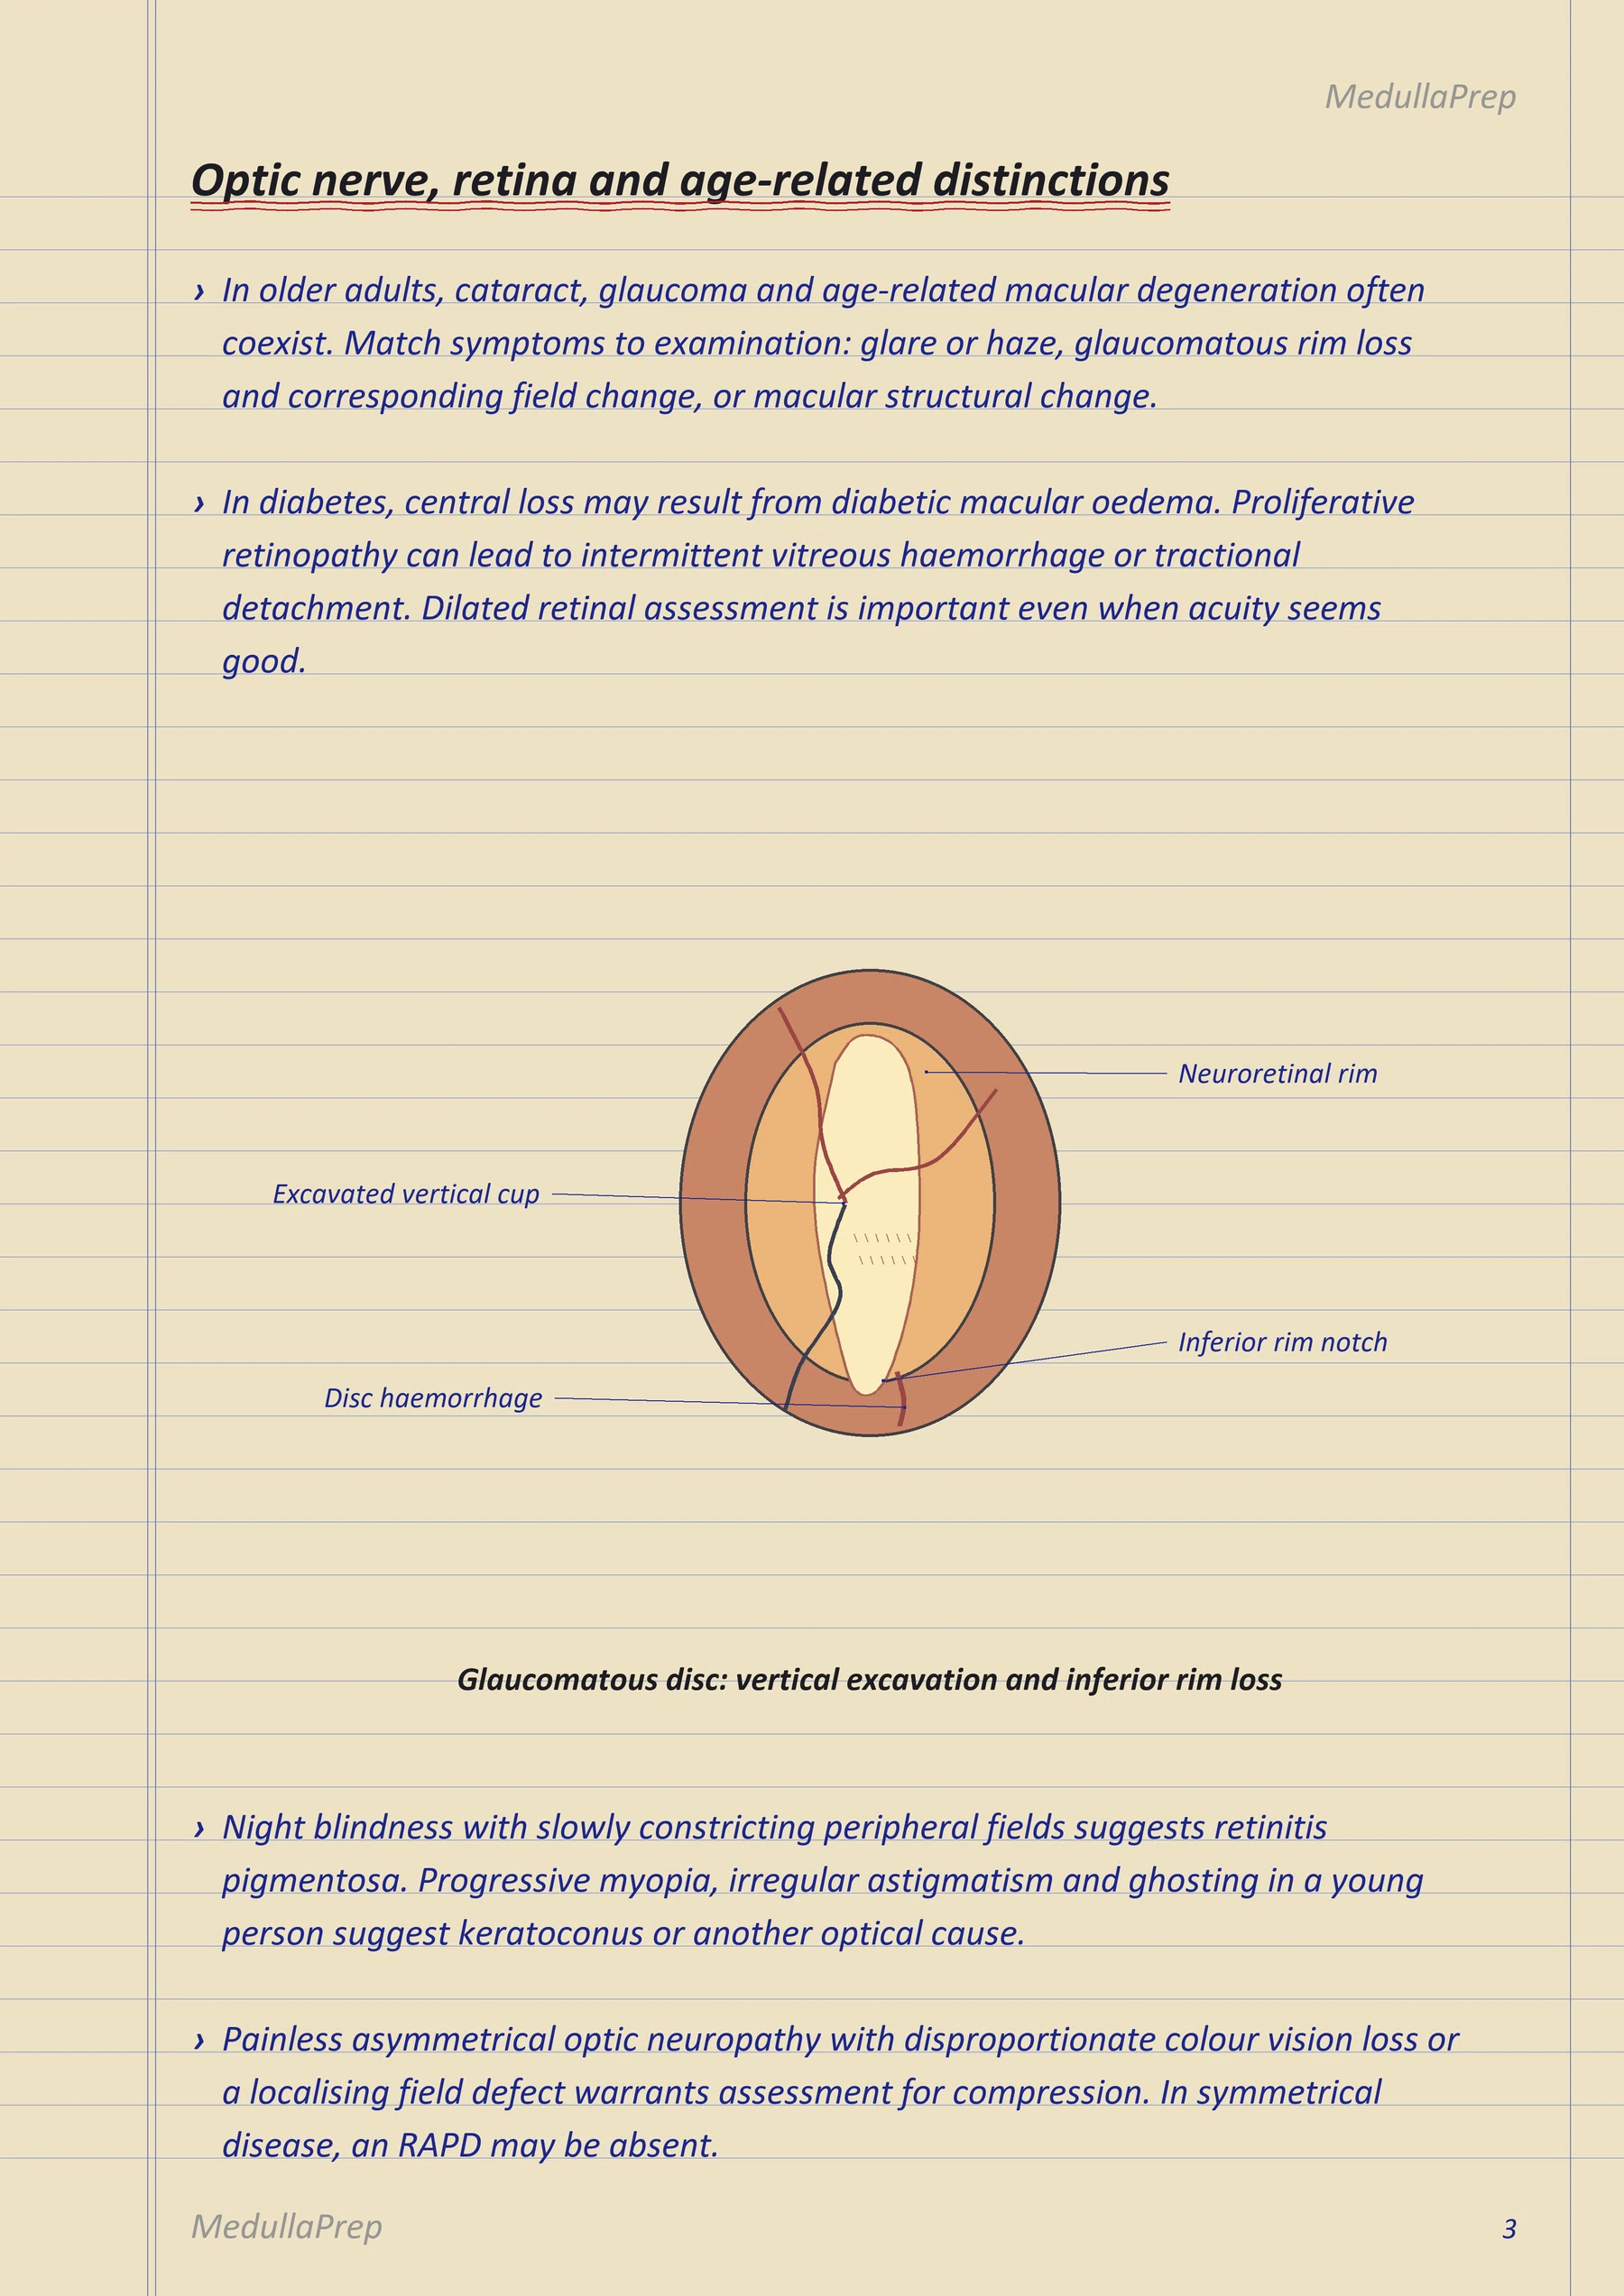 MedullaPrep
Optic nerve, retina and age-related distinctions
› In older adults, cataract, glaucoma and age-related macular degeneration often
coexist. Match symptoms to examination: glare or haze, glaucomatous rim loss
and corresponding field change, or macular structural change.
› In diabetes, central loss may result from diabetic macular oedema. Proliferative
retinopathy can lead to intermittent vitreous haemorrhage or tractional
detachment. Dilated retinal assessment is important even when acuity seems
good.
Neuroretinal rim
Excavated vertical cup
Inferior rim notch
Disc haemorrhage
Glaucomatous disc: vertical excavation and inferior rim loss
› Night blindness with slowly constricting peripheral fields suggests retinitis
pigmentosa. Progressive myopia, irregular astigmatism and ghosting in a young
person suggest keratoconus or another optical cause.
› Painless asymmetrical optic neuropathy with disproportionate colour vision loss or
a localising field defect warrants assessment for compression. In symmetrical
disease, an RAPD may be absent.
MedullaPrep
3